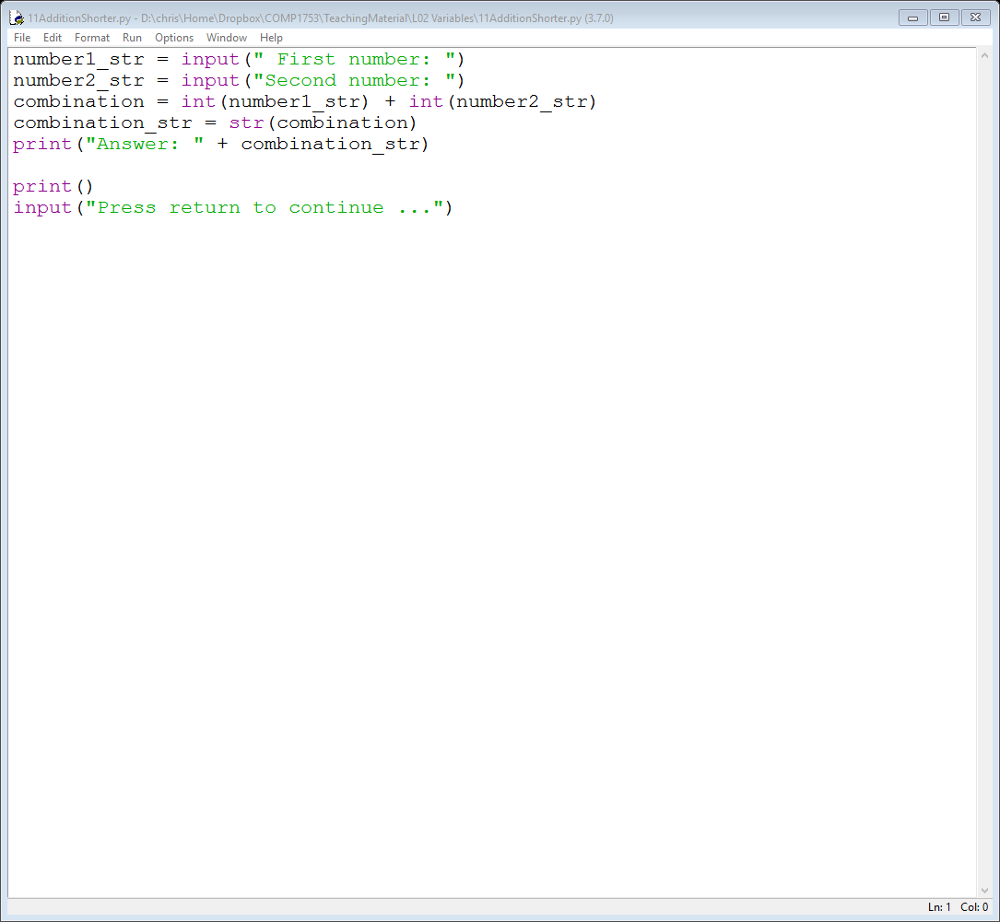 11AdditionShorter.py - D:\chris\Home\Dropbox\COMP1753\TeachingMaterial\L02 Variables\11AdditionShorter.py (3.7.0)
File Edit Format Run Options Window Help
number1_str = input(" First number: ")
number2_str = input("Second number: ")
combination = int(number1_str) + int(number2_str)
combination_str = str(combination)
print("Answer: " + combination_str)
print()
input("Press return to continue ...")
Ln: 1 Col: 0